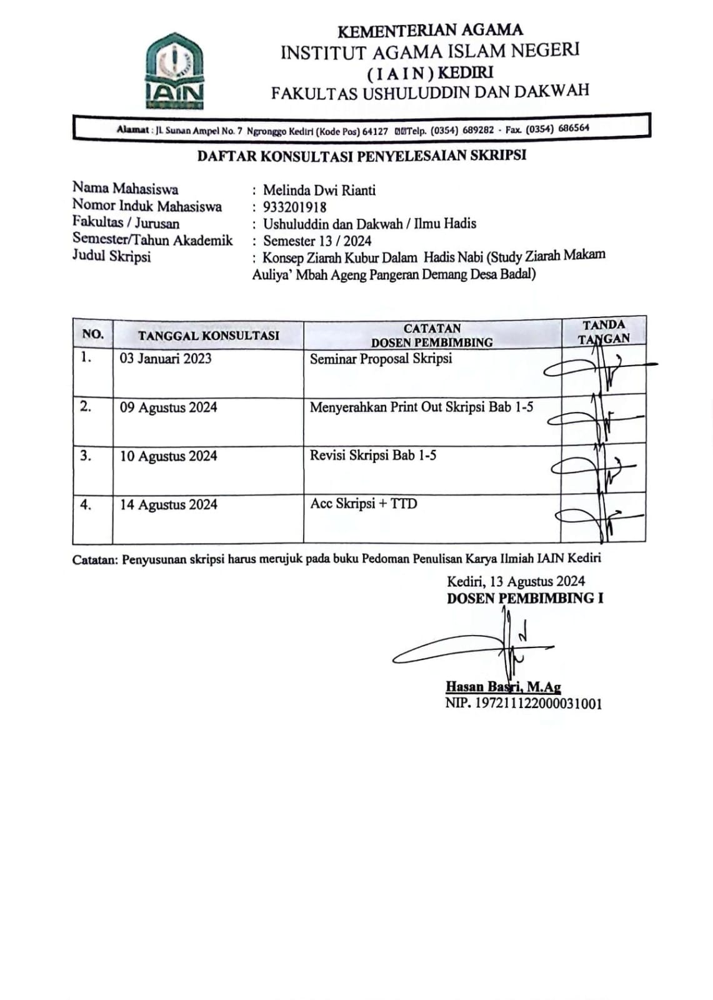 IAIN
KEDIRI
KEMENTERIAN AGAMA
INSTITUT AGAMA ISLAM NEGERI
( I A I N ) KEDIRI
FAKULTAS USHULUDDIN DAN DAKWAH
Alamat : Jl. Sunan Ampel No. 7 Ngronggo Kediri (Kode Pos) 64127 Telp. (0354) 689282 - Fax. (0354) 686564
DAFTAR KONSULTASI PENYELESAIAN SKRIPSI
Nama Mahasiswa : Melinda Dwi Rianti
Nomor Induk Mahasiswa : 933201918
Fakultas / Jurusan : Ushuluddin dan Dakwah / Ilmu Hadis
Semester/Tahun Akademik : Semester 13 / 2024
Judul Skripsi : Konsep Ziarah Kubur Dalam Hadis Nabi (Study Ziarah Makam
Auliya’ Mbah Ageng Pangeran Demang Desa Badal)
NO. TANGGAL KONSULTASI CATATAN DOSEN PEMBIMBING TANDA TANGAN
1. 03 Januari 2023 Seminar Proposal Skripsi
2. 09 Agustus 2024 Menyerahkan Print Out Skripsi Bab 1-5
3. 10 Agustus 2024 Revisi Skripsi Bab 1-5
4. 14 Agustus 2024 Acc Skripsi + TTD
Catatan: Penyusunan skripsi harus merujuk pada buku Pedoman Penulisan Karya Ilmiah IAIN Kediri
Kediri, 13 Agustus 2024
DOSEN PEMBIMBING I
Hasan Basri, M.Ag
NIP. 197211122000031001